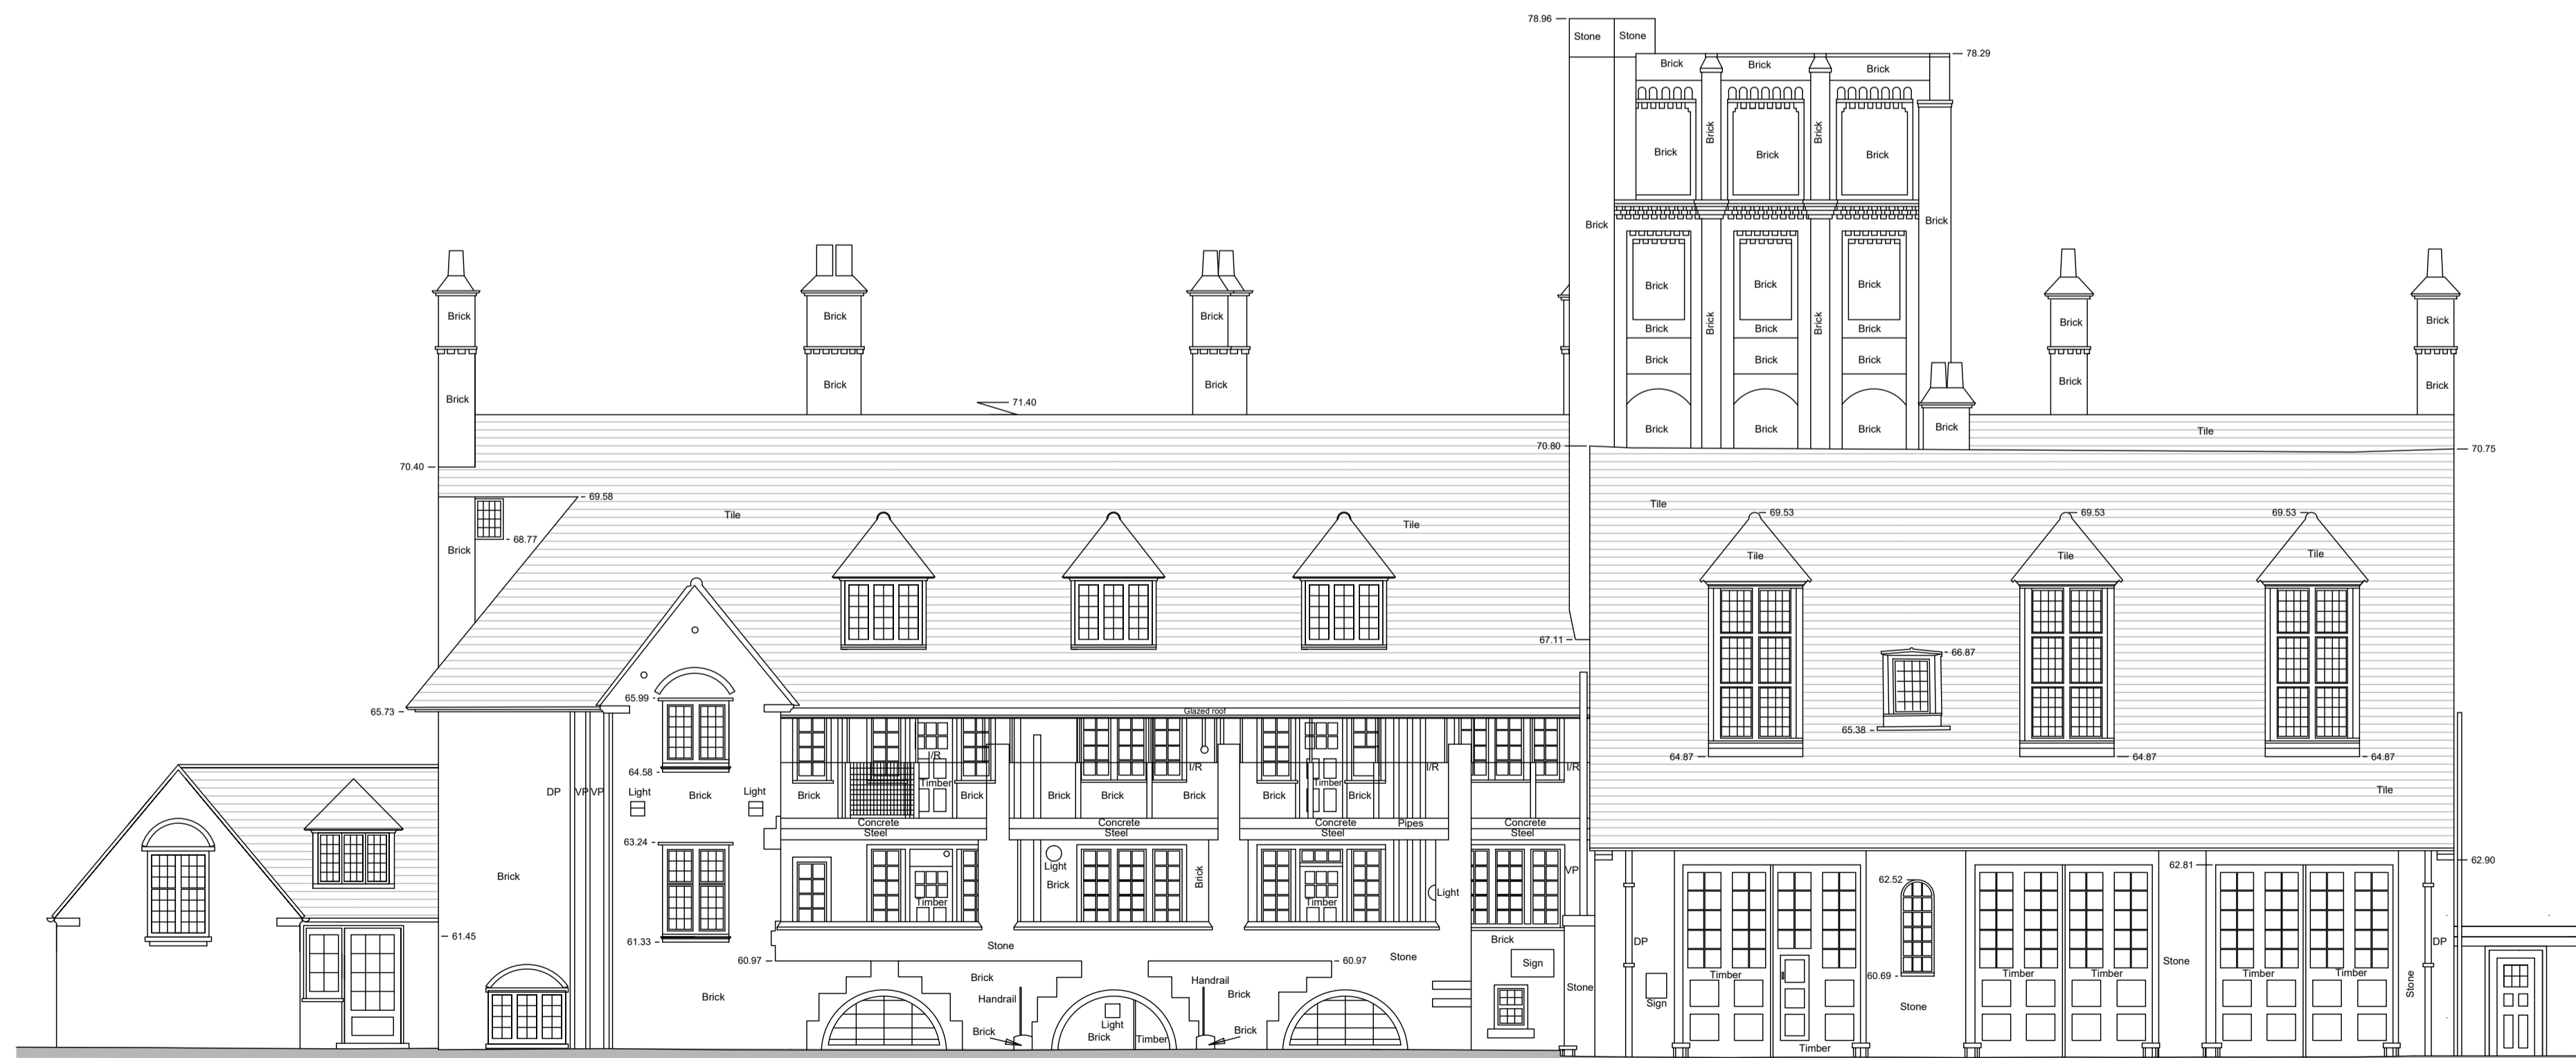 78.96
Stone Stone
78.29
Brick Brick Brick
Brick Brick
Brick Brick Brick
Brick Brick
Brick Brick Brick
Brick Brick Brick Brick Brick
Brick Brick
Brick Brick Brick
Brick Brick Brick
Brick Brick Brick Brick Brick
Brick
71.40
Brick Brick Brick Brick
Tile
70.80
70.75
70.40
69.58
Tile
Tile
Tile
69.53 69.53 69.53
68.77
Brick
Tile Tile Tile
67.11
66.87
65.99
65.73
Glazed roof
65.38
64.87 64.87 64.87
I/R I/R I/R I/R
64.58
Timber Timber
DP VP VP Light Light
Brick Brick Brick Brick Brick Brick Brick Brick
Tile
Concrete Concrete Concrete Pipes Concrete
Steel Steel Steel Steel
63.24
62.90
62.81
Light
Brick Brick
VP
Brick
Light
62.52
Timber Timber
61.45
61.33
Stone
Brick
DP DP
60.97 60.97
Stone
Sign
Stone
Timber Timber Timber Timber Timber
60.69
Brick
Handrail Handrail
Stone
Stone
Brick Brick
Sign
Stone
Light
Brick Brick
Brick Timber
Timber